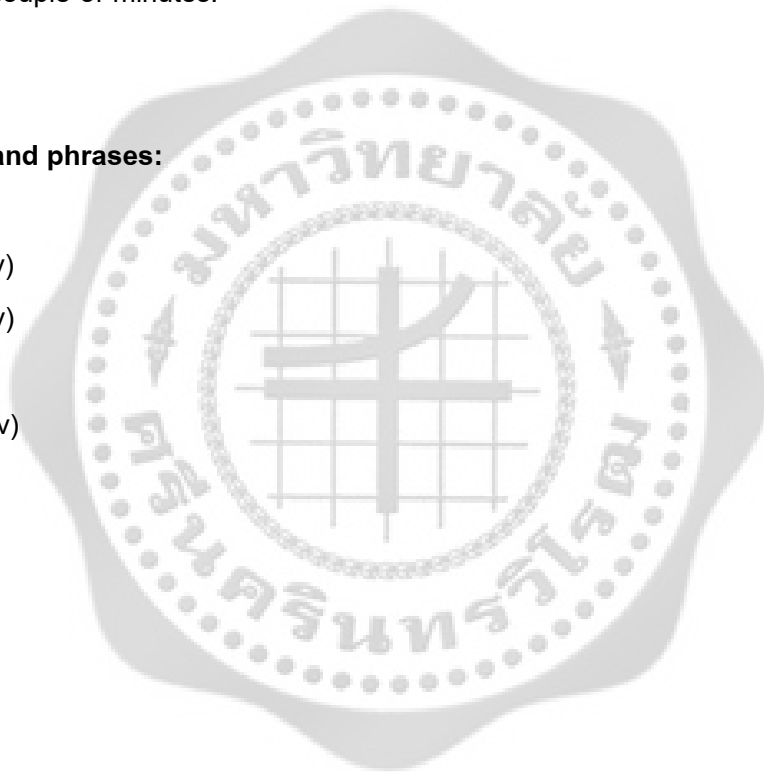 couple of minutes.
and phrases:
มหาวิทยาลัย
v)
v)
v)
ศรีนครินทรวิโรฒ